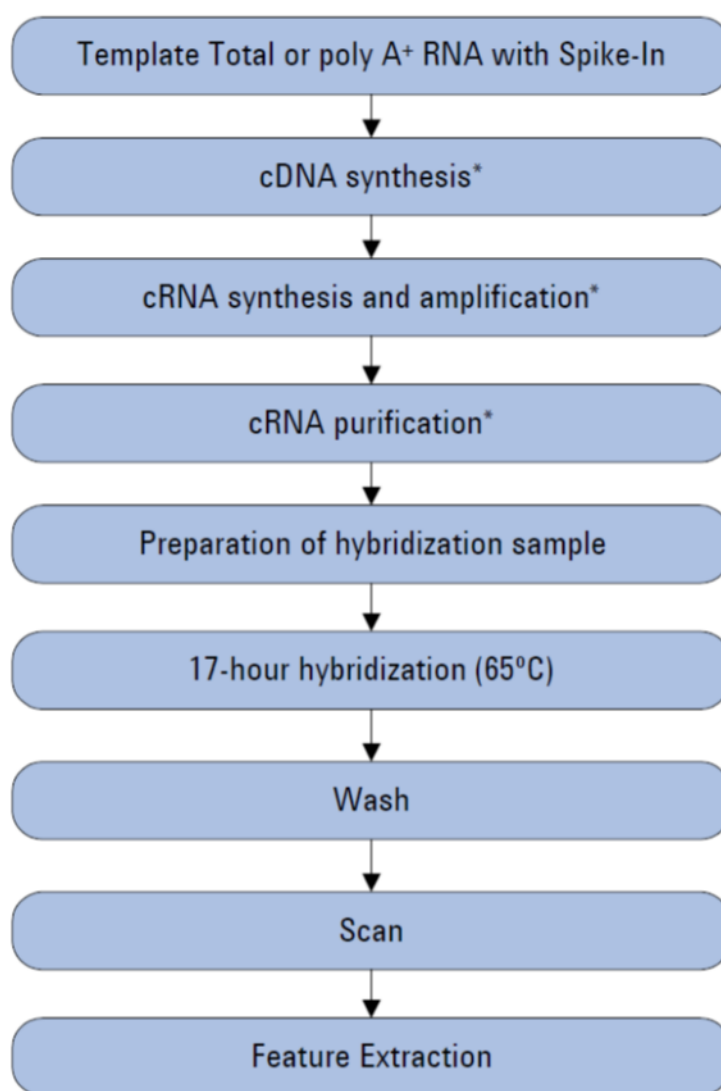 Template Total or poly A⁺ RNA with Spike-In
cDNA synthesis*
cRNA synthesis and amplification*
cRNA purification*
Preparation of hybridization sample
17-hour hybridization (65ºC)
Wash
Scan
Feature Extraction